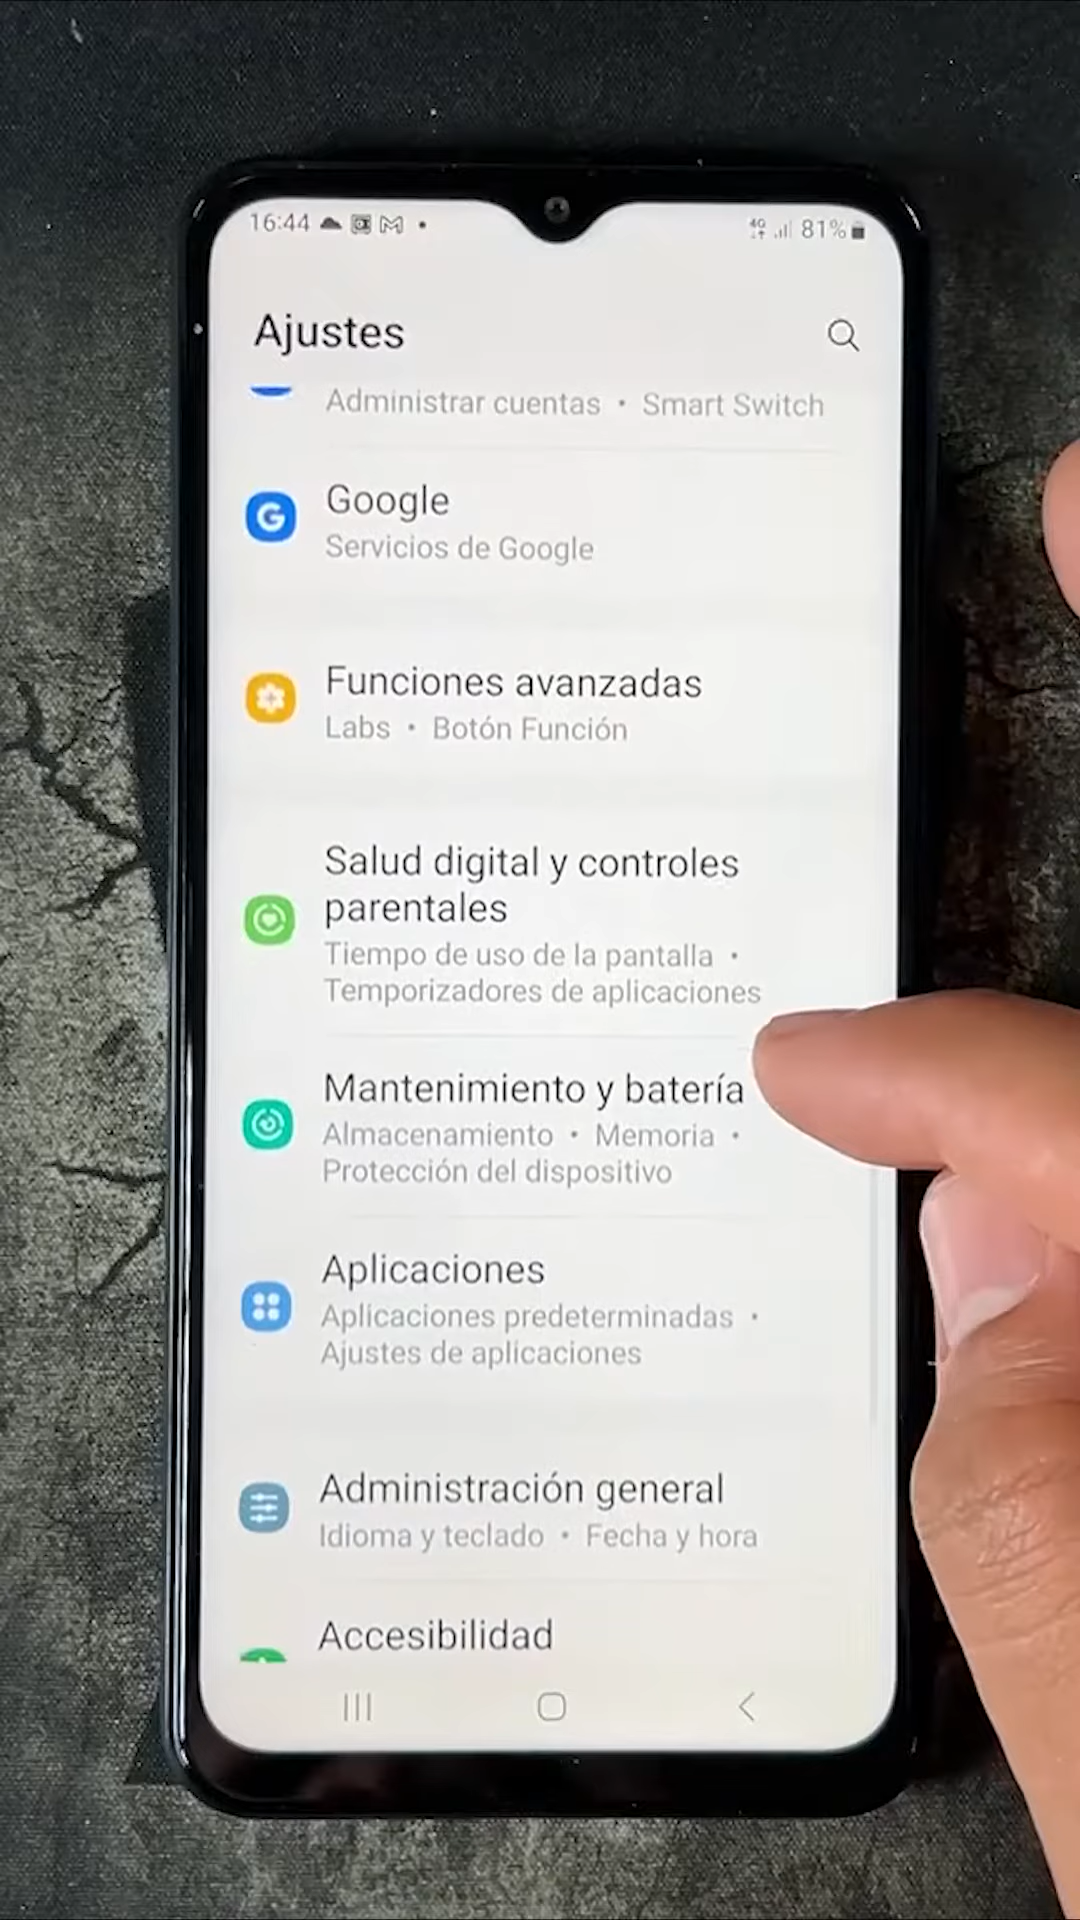 16:44
4G 81%
Ajustes
Administrar cuentas • Smart Switch
Google
Servicios de Google
Funciones avanzadas
Labs • Botón Función
Salud digital y controles
parentales
Tiempo de uso de la pantalla •
Temporizadores de aplicaciones
Mantenimiento y batería
Almacenamiento • Memoria •
Protección del dispositivo
Aplicaciones
Aplicaciones predeterminadas •
Ajustes de aplicaciones
Administración general
Idioma y teclado • Fecha y hora
Accesibilidad